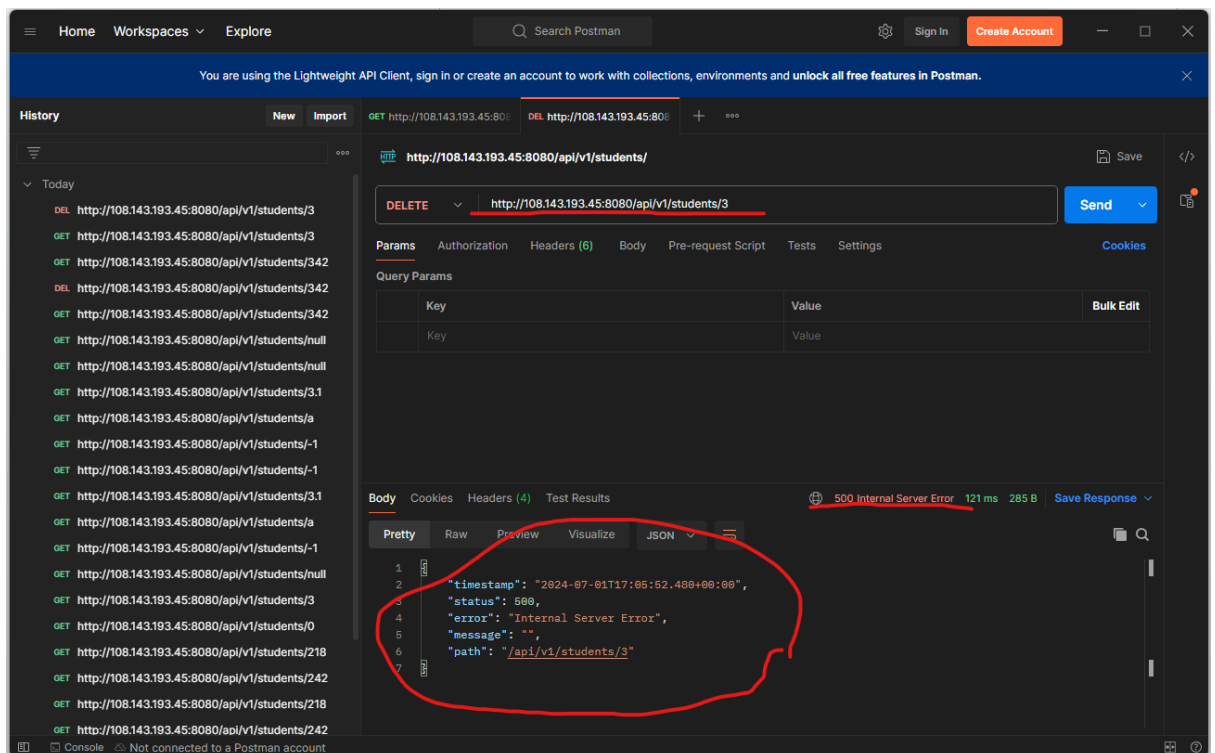 Home Workspaces Explore Search Postman Sign In Create Account
You are using the Lightweight API Client, sign in or create an account to work with collections, environments and unlock all free features in Postman.
History New Import
GET http://108.143.193.45:808 DEL http://108.143.193.45:808
HTTP http://108.143.193.45:8080/api/v1/students/ Save
DELETE http://108.143.193.45:8080/api/v1/students/3 Send
Params Authorization Headers (6) Body Pre-request Script Tests Settings Cookies
Query Params
Key Value Bulk Edit
Key Value
Today
DEL http://108.143.193.45:8080/api/v1/students/3
GET http://108.143.193.45:8080/api/v1/students/3
GET http://108.143.193.45:8080/api/v1/students/342
DEL http://108.143.193.45:8080/api/v1/students/342
GET http://108.143.193.45:8080/api/v1/students/342
GET http://108.143.193.45:8080/api/v1/students/null
GET http://108.143.193.45:8080/api/v1/students/null
GET http://108.143.193.45:8080/api/v1/students/3.1
GET http://108.143.193.45:8080/api/v1/students/a
GET http://108.143.193.45:8080/api/v1/students/-1
GET http://108.143.193.45:8080/api/v1/students/-1
GET http://108.143.193.45:8080/api/v1/students/3.1
GET http://108.143.193.45:8080/api/v1/students/a
GET http://108.143.193.45:8080/api/v1/students/-1
GET http://108.143.193.45:8080/api/v1/students/null
GET http://108.143.193.45:8080/api/v1/students/3
GET http://108.143.193.45:8080/api/v1/students/0
GET http://108.143.193.45:8080/api/v1/students/218
GET http://108.143.193.45:8080/api/v1/students/242
GET http://108.143.193.45:8080/api/v1/students/218
GET http://108.143.193.45:8080/api/v1/students/242
Body Cookies Headers (4) Test Results 500 Internal Server Error 121 ms 285 B Save Response
Pretty Raw Preview Visualize JSON
1 {
2 "timestamp": "2024-07-01T17:05:52.480+00:00",
3 "status": 500,
4 "error": "Internal Server Error",
5 "message": "",
6 "path": "/api/v1/students/3"
7 }
Console Not connected to a Postman account